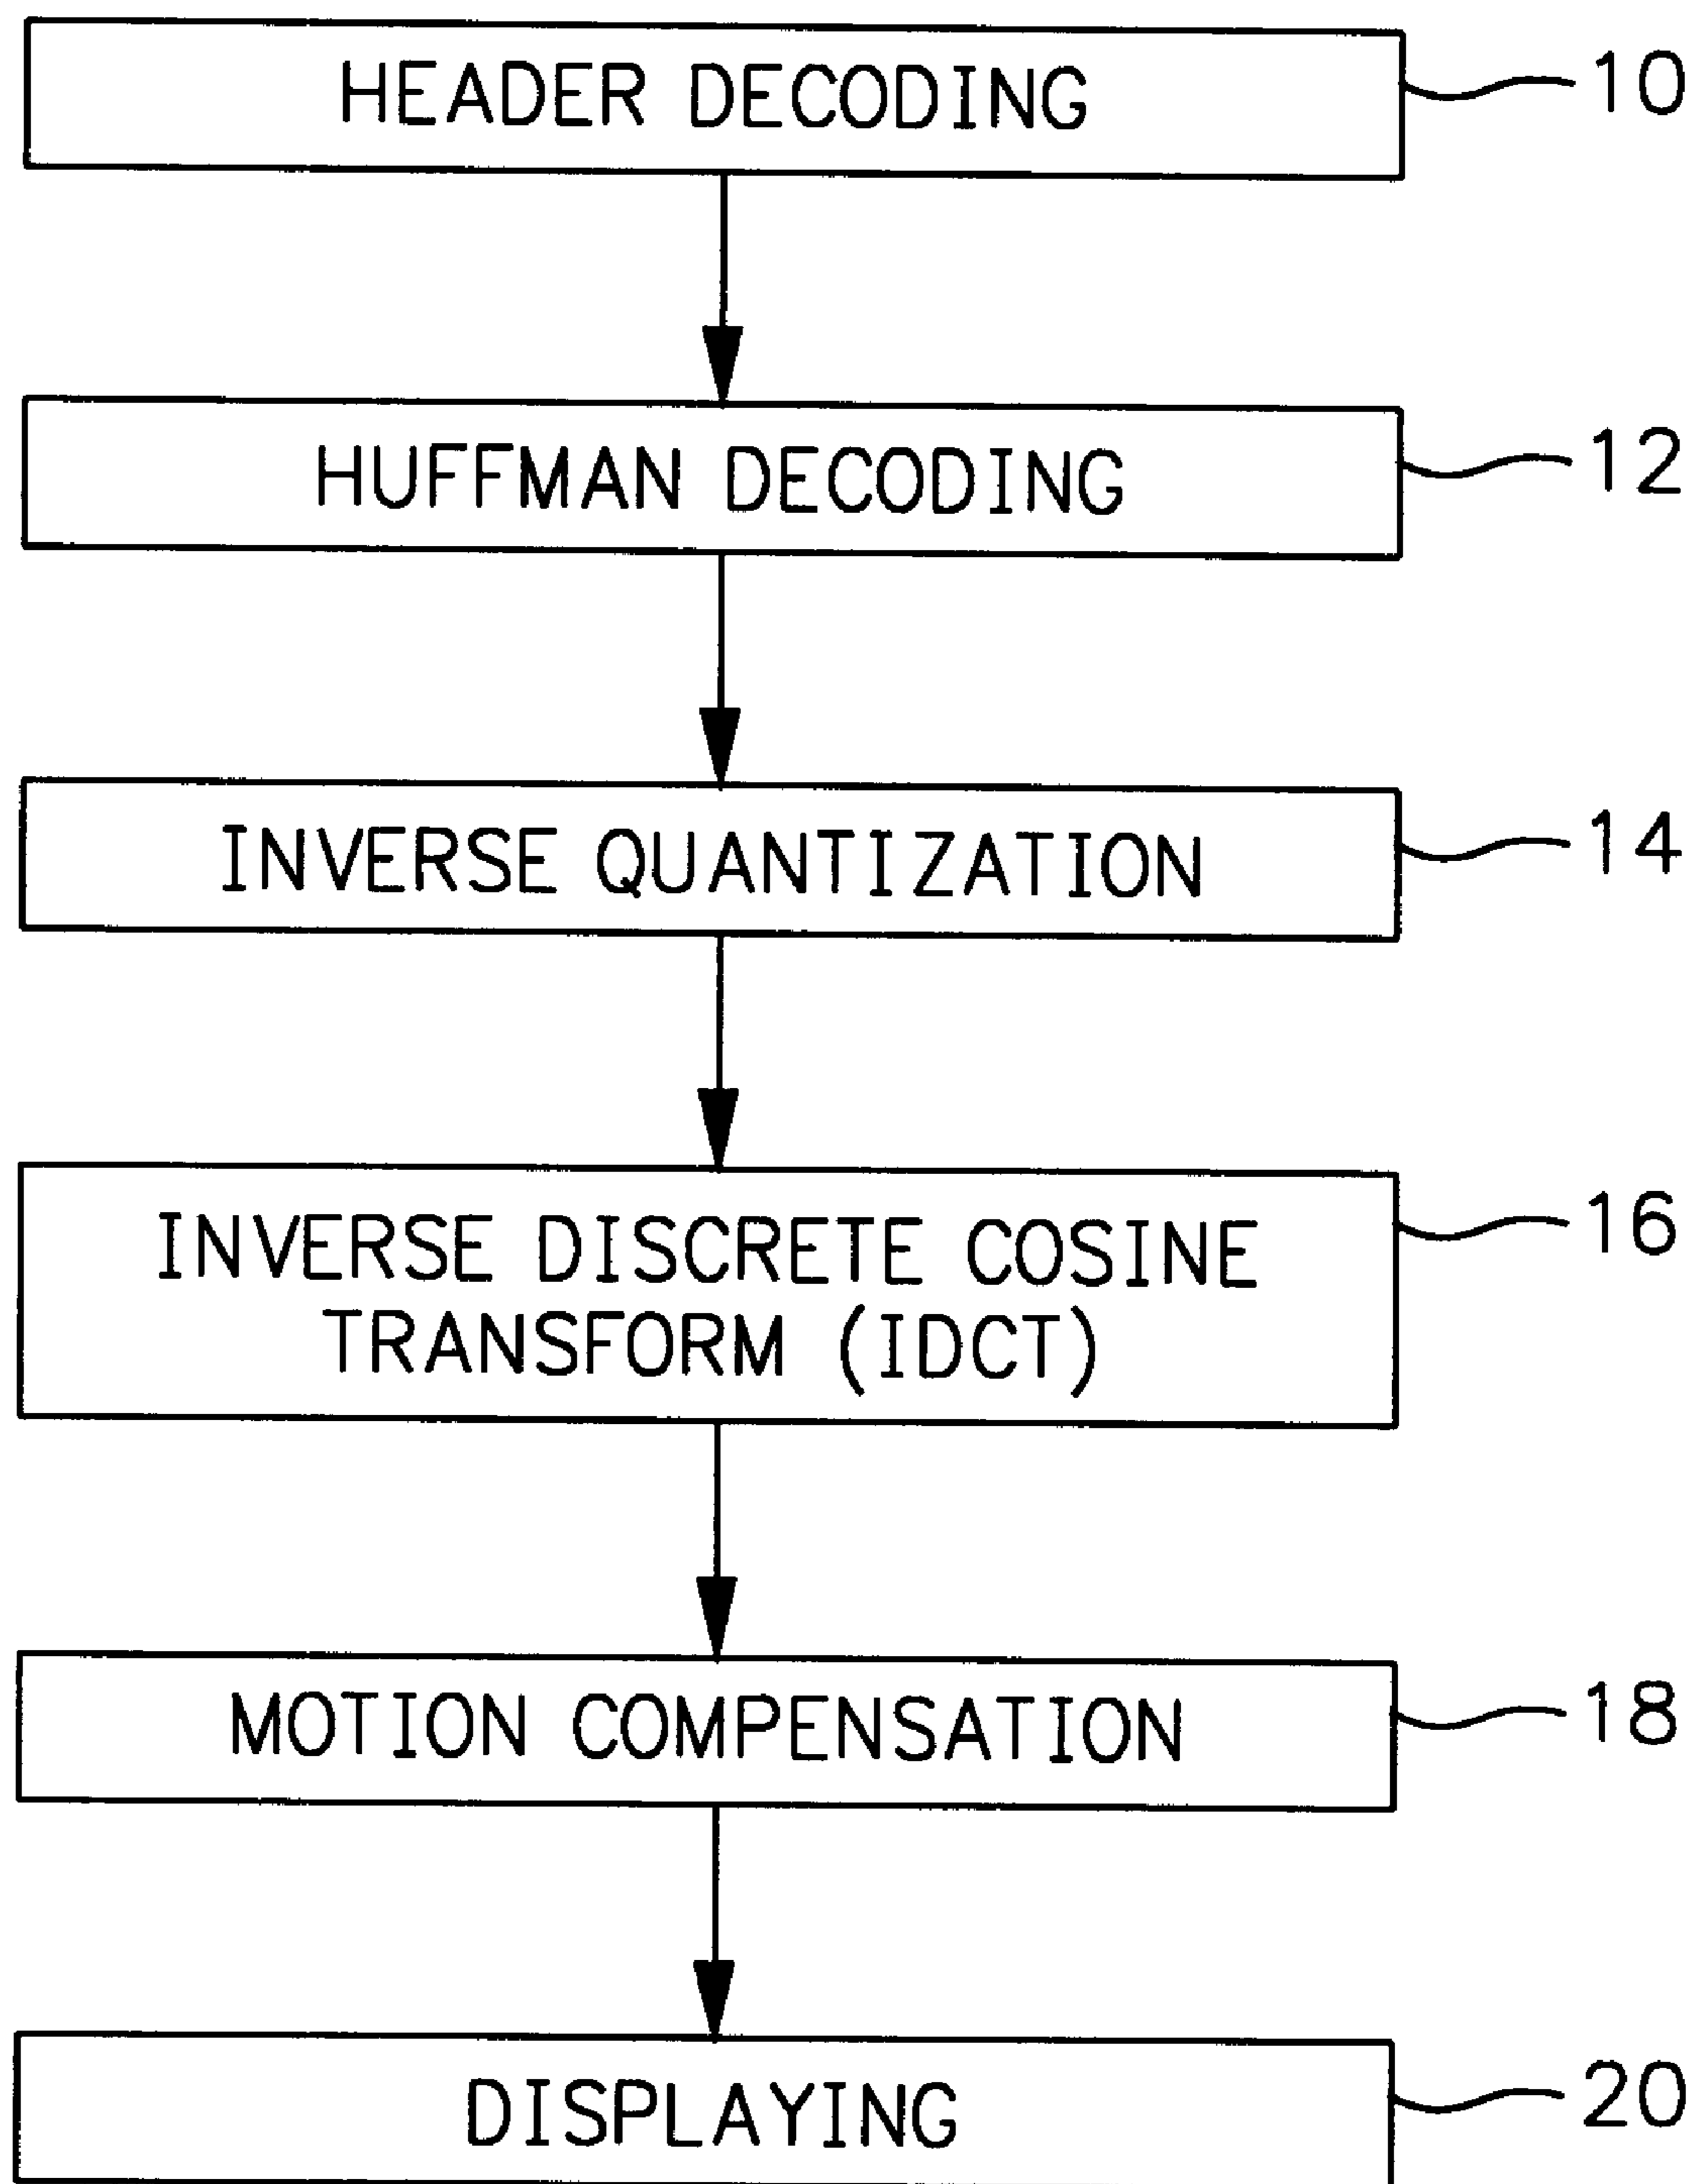 HEADER DECODING
10
HUFFMAN DECODING
12
INVERSE QUANTIZATION
14
INVERSE DISCRETE COSINE
TRANSFORM (IDCT)
16
MOTION COMPENSATION
18
DISPLAYING
20